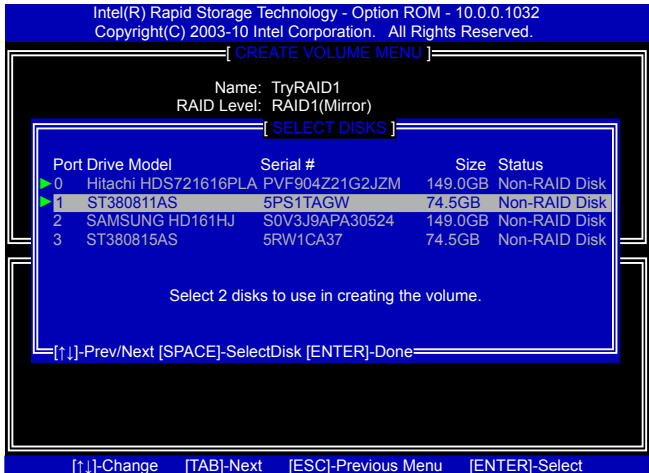 Intel(R) Rapid Storage Technology - Option ROM - 10.0.0.1032
Copyright(C) 2003-10 Intel Corporation. All Rights Reserved.
[ CREATE VOLUME MENU ]
Name: TryRAID1
RAID Level: RAID1(Mirror)
[ SELECT DISKS ]
Port Drive Model Serial # Size Status
0 Hitachi HDS721616PLA PVF904Z21G2JZM 149.0GB Non-RAID Disk
1 ST380811AS 5PS1TAGW 74.5GB Non-RAID Disk
2 SAMSUNG HD161HJ S0V3J9APA30524 149.0GB Non-RAID Disk
3 ST380815AS 5RW1CA37 74.5GB Non-RAID Disk
Select 2 disks to use in creating the volume.
[↑↓]-Prev/Next [SPACE]-SelectDisk [ENTER]-Done
[↑↓]-Change [TAB]-Next [ESC]-Previous Menu [ENTER]-Select